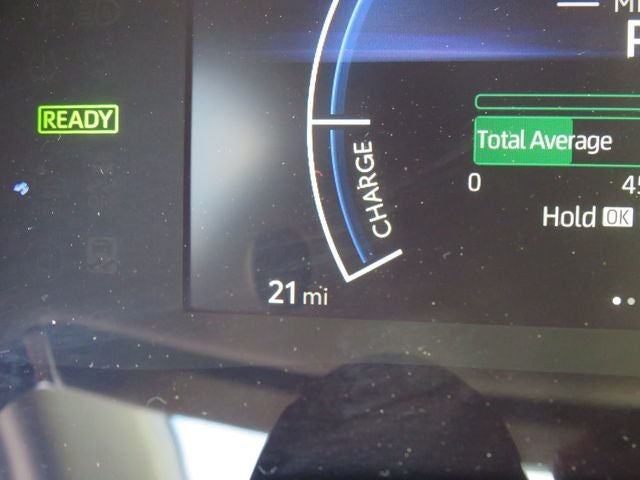 READY
CHARGE
Total Average
0
Hold OK
21 mi